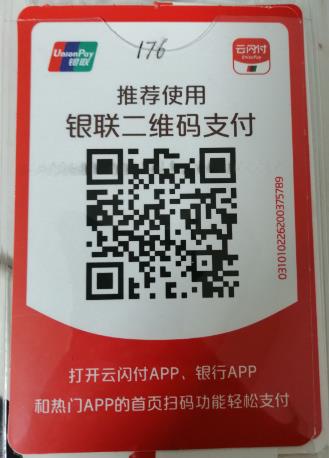 UnionPay
银联
176
云闪付
UnionPay
推荐使用
银联二维码支付
031010226200375789
打开云闪付APP、银行APP
和热门APP的首页扫码功能轻松支付